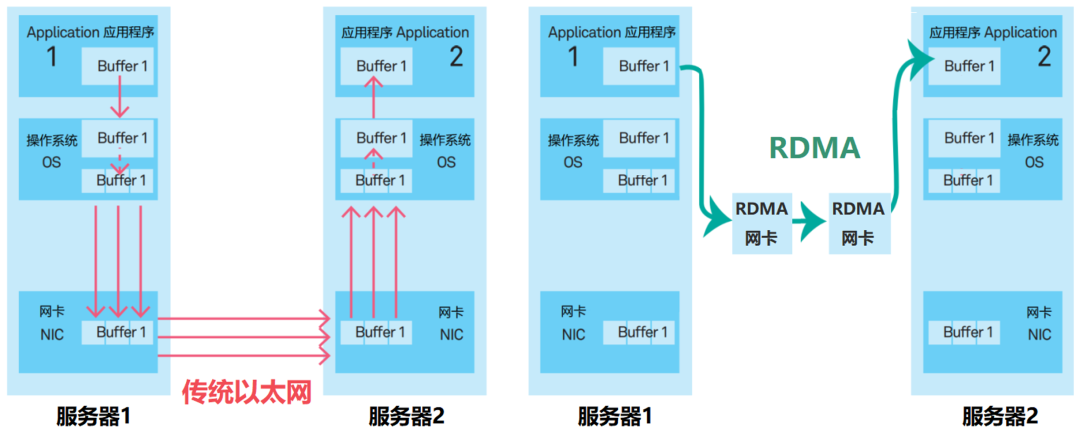 Application 应用程序
1
Buffer 1
操作系统
OS
Buffer 1
Buffer 1
网卡
NIC
Buffer 1
服务器1
应用程序 Application
2
Buffer 1
操作系统
OS
Buffer 1
Buffer 1
网卡
NIC
Buffer 1
服务器2
传统以太网
Application 应用程序
1
Buffer 1
操作系统
OS
Buffer 1
Buffer 1
网卡
NIC
Buffer 1
服务器1
RDMA
RDMA
网卡
RDMA
网卡
应用程序 Application
2
Buffer 1
操作系统
OS
Buffer 1
Buffer 1
网卡
NIC
Buffer 1
服务器2